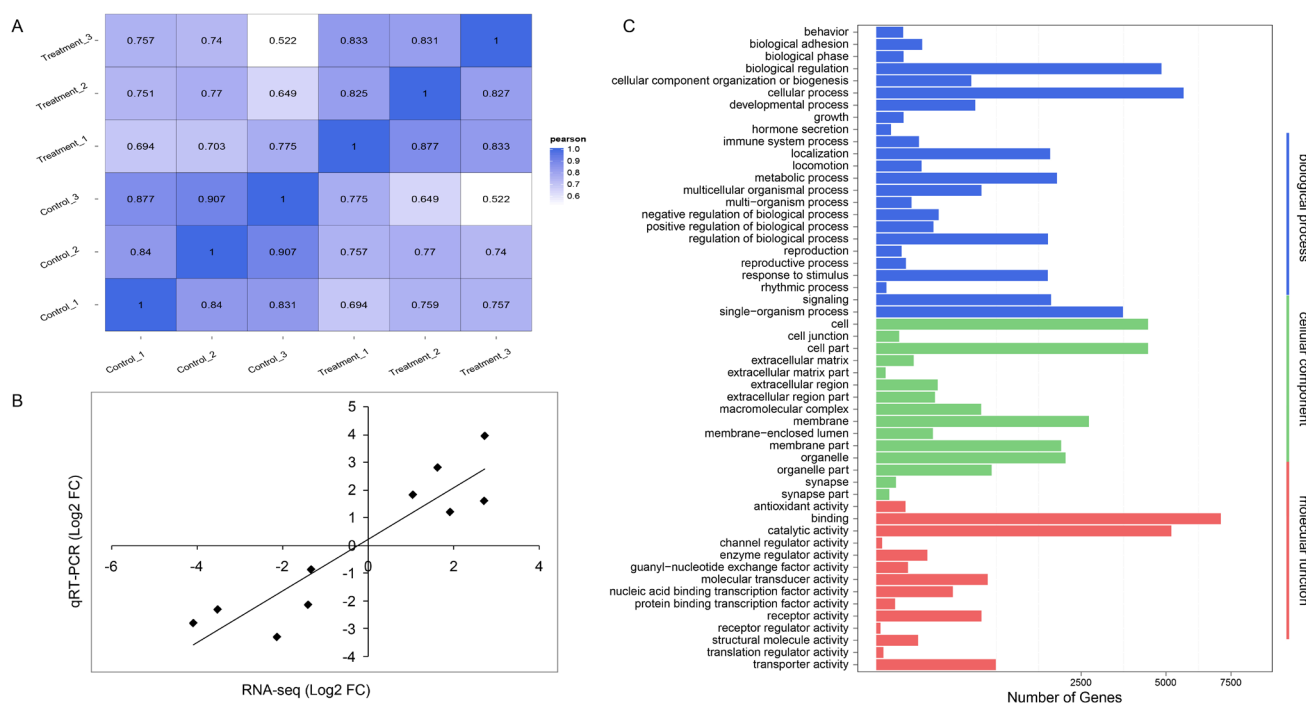 A
Treatment_3 0.757 0.74 0.522 0.833 0.831 1
Treatment_2 0.751 0.77 0.649 0.825 1 0.827
Treatment_1 0.694 0.703 0.775 1 0.877 0.833
Control_3 0.877 0.907 1 0.775 0.649 0.522
Control_2 0.84 1 0.907 0.757 0.77 0.74
Control_1 1 0.84 0.831 0.694 0.759 0.757
Control_1 Control_2 Control_3 Treatment_1 Treatment_2 Treatment_3
pearson
1.0
0.9
0.8
0.7
0.6
B
qRT-PCR (Log2 FC)
5
4
3
2
1
0
-1
-2
-3
-4
-6 -4 -2 0 2 4
RNA-seq (Log2 FC)
C
behavior
biological adhesion
biological phase
biological regulation
cellular component organization or biogenesis
cellular process
developmental process
growth
hormone secretion
immune system process
localization
locomotion
metabolic process
multicellular organismal process
multi-organism process
negative regulation of biological process
positive regulation of biological process
regulation of biological process
reproduction
reproductive process
response to stimulus
rhythmic process
signaling
single-organism process
cell
cell junction
cell part
extracellular matrix
extracellular matrix part
extracellular region
extracellular region part
macromolecular complex
membrane
membrane-enclosed lumen
membrane part
organelle
organelle part
synapse
synapse part
antioxidant activity
binding
catalytic activity
channel regulator activity
enzyme regulator activity
guanyl-nucleotide exchange factor activity
molecular transducer activity
nucleic acid binding transcription factor activity
protein binding transcription factor activity
receptor activity
receptor regulator activity
structural molecule activity
translation regulator activity
transporter activity
2500 5000 7500
Number of Genes
biological process
cellular component
molecular function